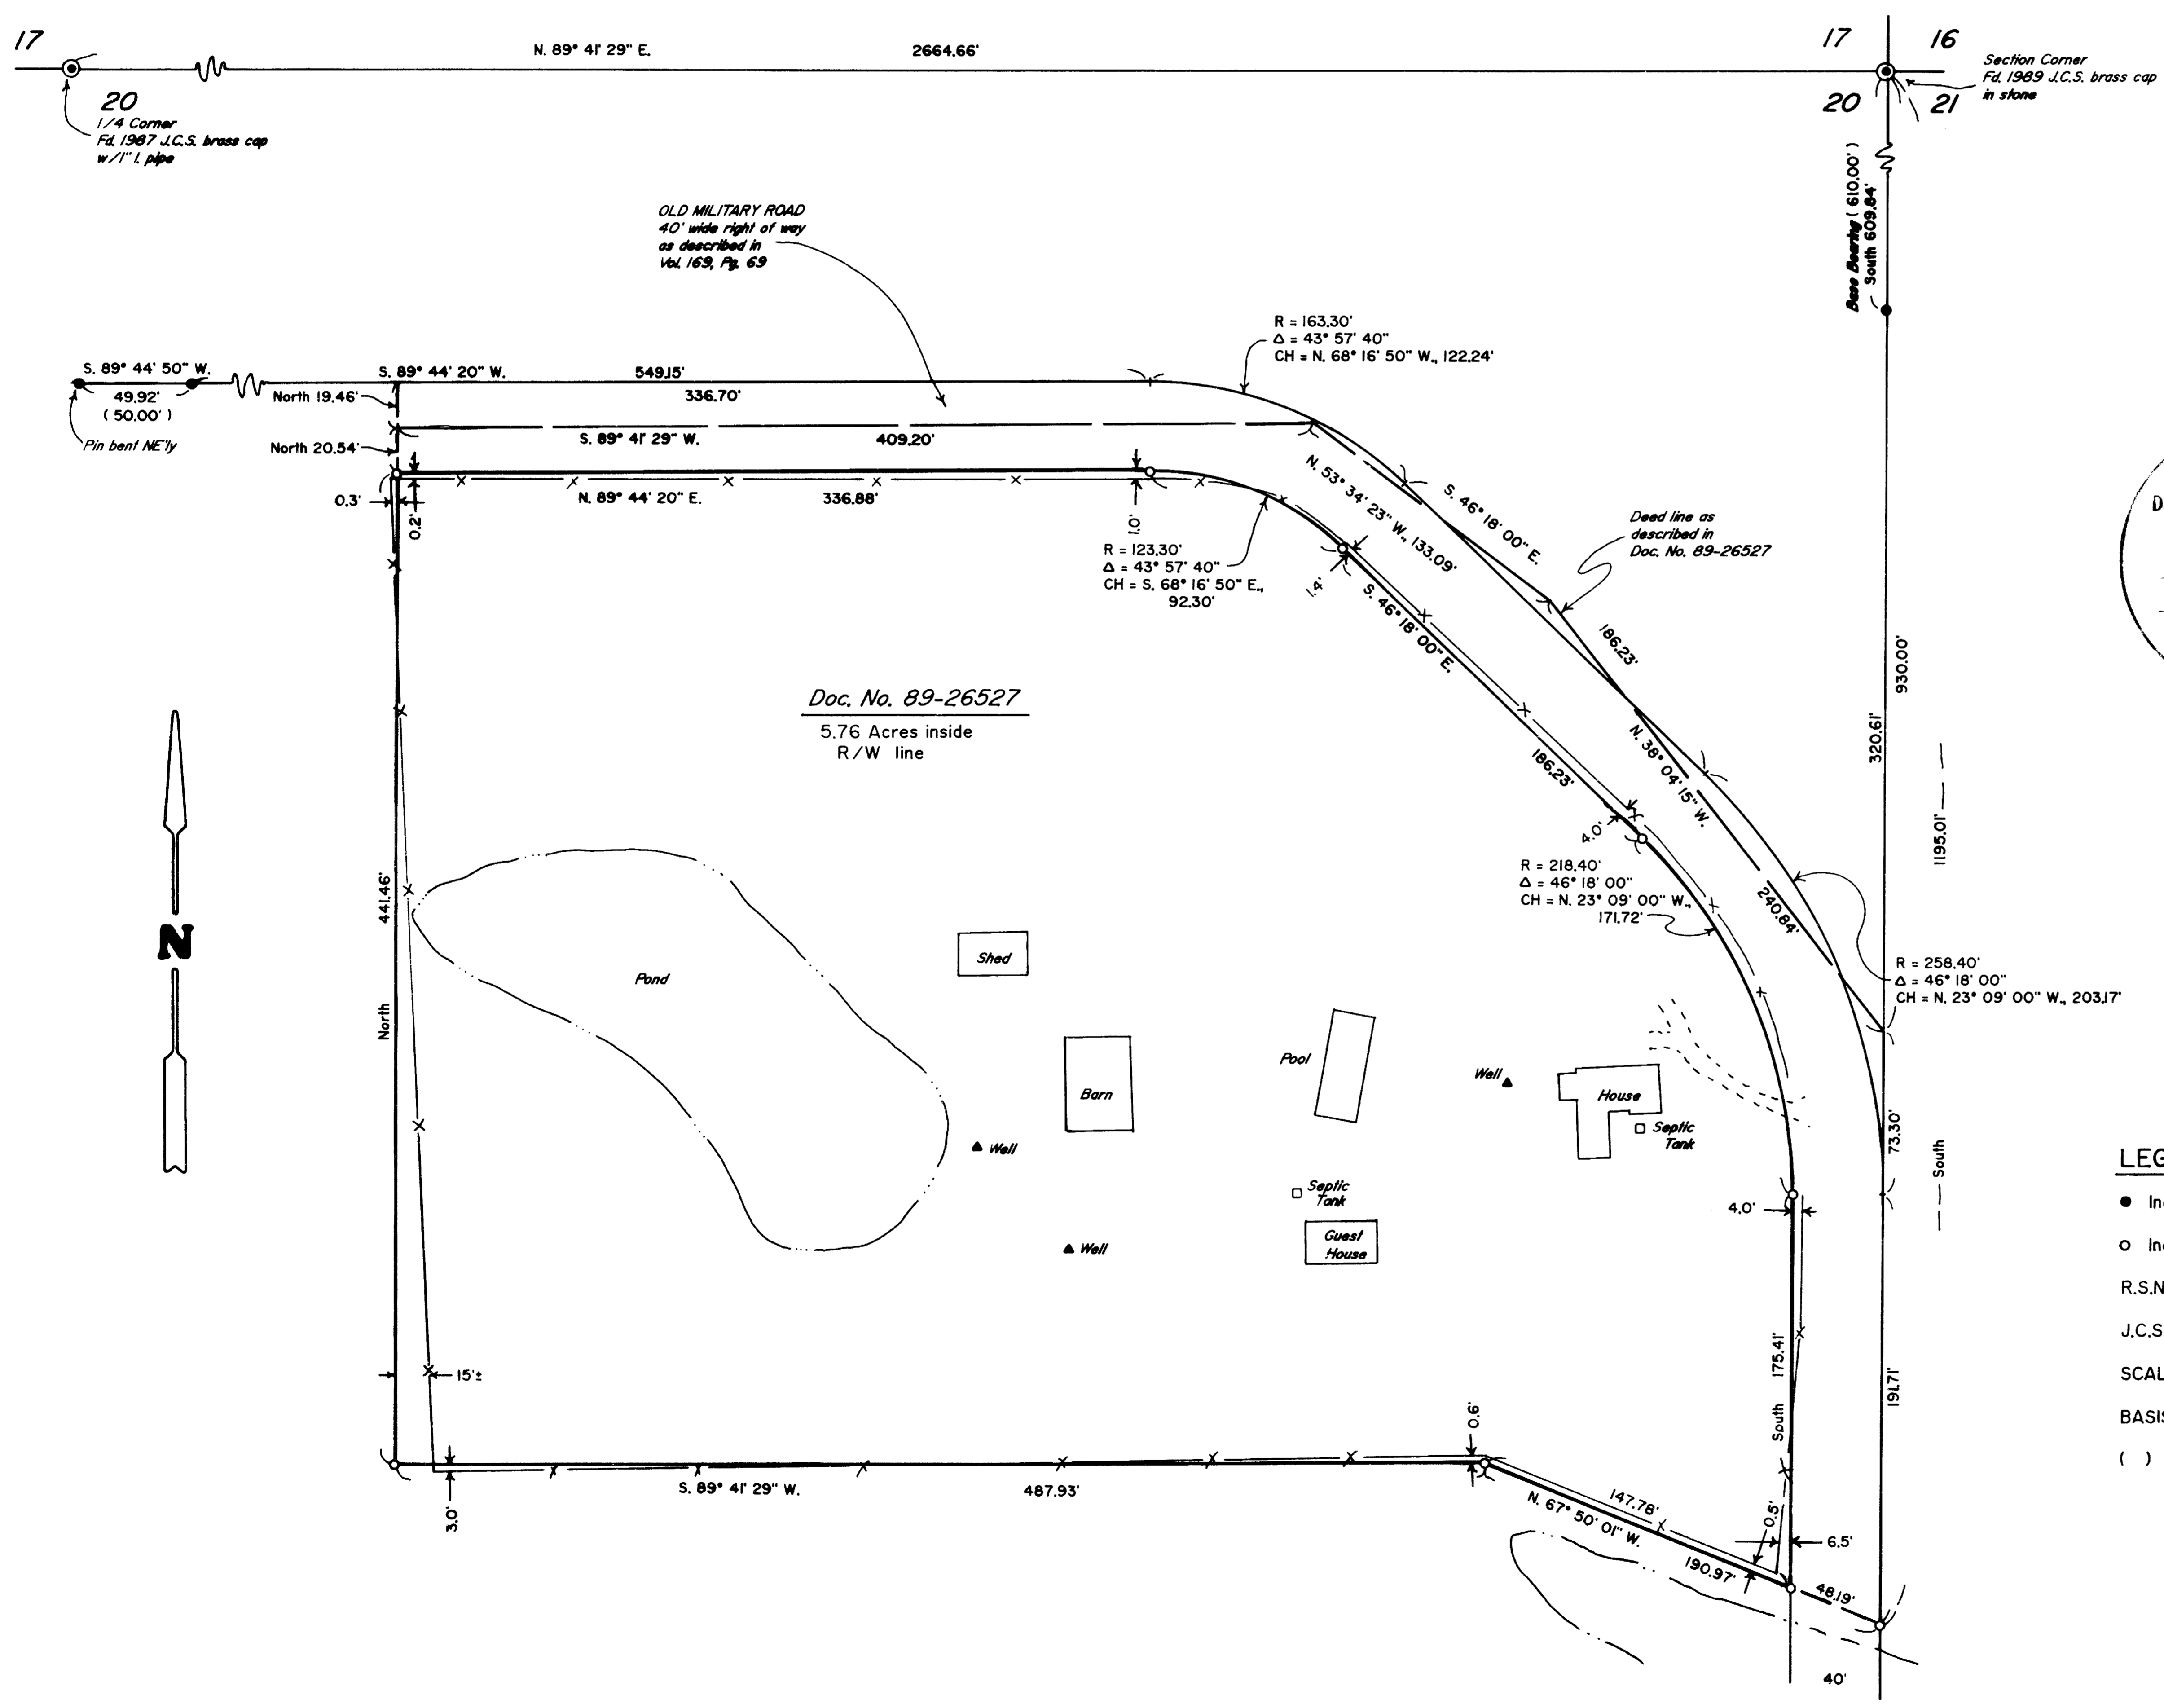 17
N. 89° 41' 29" E.
2664.66'
17
16
Section Corner
Fd. 1989 J.C.S. brass cap
in stone
20
1/4 Corner
Fd. 1987 J.C.S. brass cap
w/1" I. pipe
20
21
Base Bearing (610.00')
South 609.84'
OLD MILITARY ROAD
40' wide right of way
as described in
Vol. 169, Pg. 69
R = 163.30'
Δ = 43° 57' 40"
CH = N. 68° 16' 50" W., 122.24'
S. 89° 44' 50" W.
49.92'
(50.00')
Pin bent NE'ly
S. 89° 44' 20" W.
549.15'
North 19.46'
336.70'
North 20.54'
S. 89° 41' 29" W.
409.20'
0.3'
0.2'
N. 89° 44' 20" E.
336.88'
1.0'
N. 53° 34' 23" W., 133.09'
S. 46° 18' 00" E.
Deed line as
described in
Doc. No. 89-26527
R = 123.30'
Δ = 43° 57' 40"
CH = S. 68° 16' 50" E.,
92.30'
1.4'
S. 46° 18' 00" E.
186.23'
186.23'
930.00'
320.61'
1195.01'
South
Doc. No. 89-26527
5.76 Acres inside
R/W line
N. 38° 04' 15" W.
240.84'
4.0'
R = 218.40'
Δ = 46° 18' 00"
CH = N. 23° 09' 00" W.,
171.72'
R = 258.40'
Δ = 46° 18' 00"
CH = N. 23° 09' 00" W., 203.17'
N
441.46'
North
Pond
Shed
Barn
Pool
Well
House
Septic
Tank
Well
Septic
Tank
Well
Guest
House
73.30'
4.0'
175.41'
South
191.71'
15'±
3.0'
S. 89° 41' 29" W.
487.93'
0.6'
147.78'
N. 67° 50' 01" W.
190.97'
0.5'
6.5'
48.19'
40'
D
LEG
In
In
R.S.N
J.C.S
SCAL
BASIS
( )